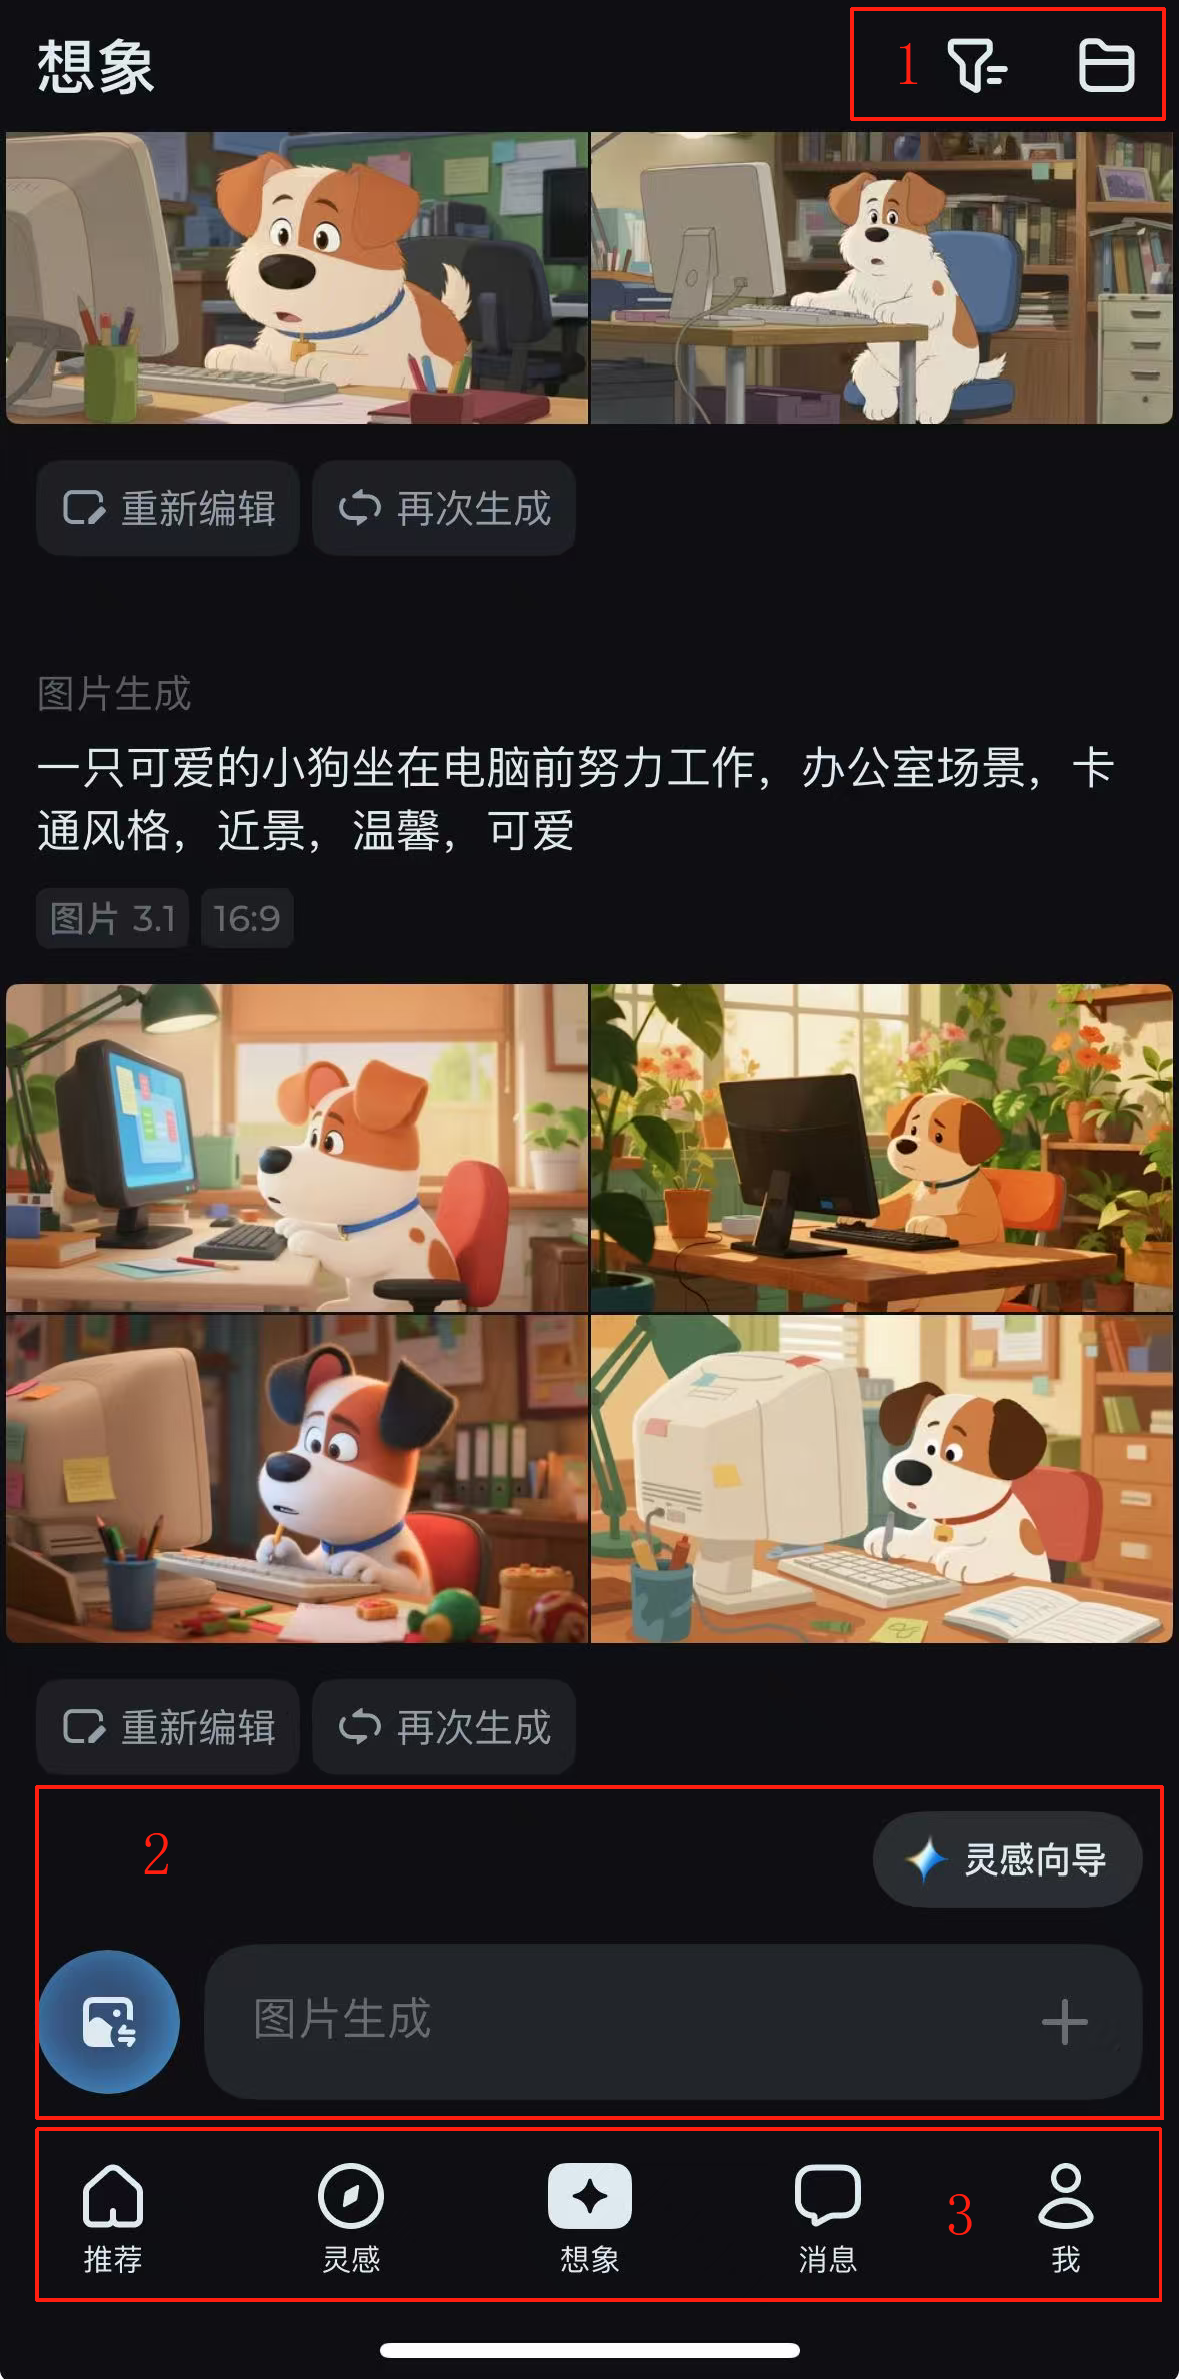 想象
1
重新编辑
再次生成
图片生成
一只可爱的小狗坐在电脑前努力工作，办公室场景，卡
通风格，近景，温馨，可爱
图片 3.1
16:9
重新编辑
再次生成
2
灵感向导
图片生成
推荐
灵感
想象
消息
3
我